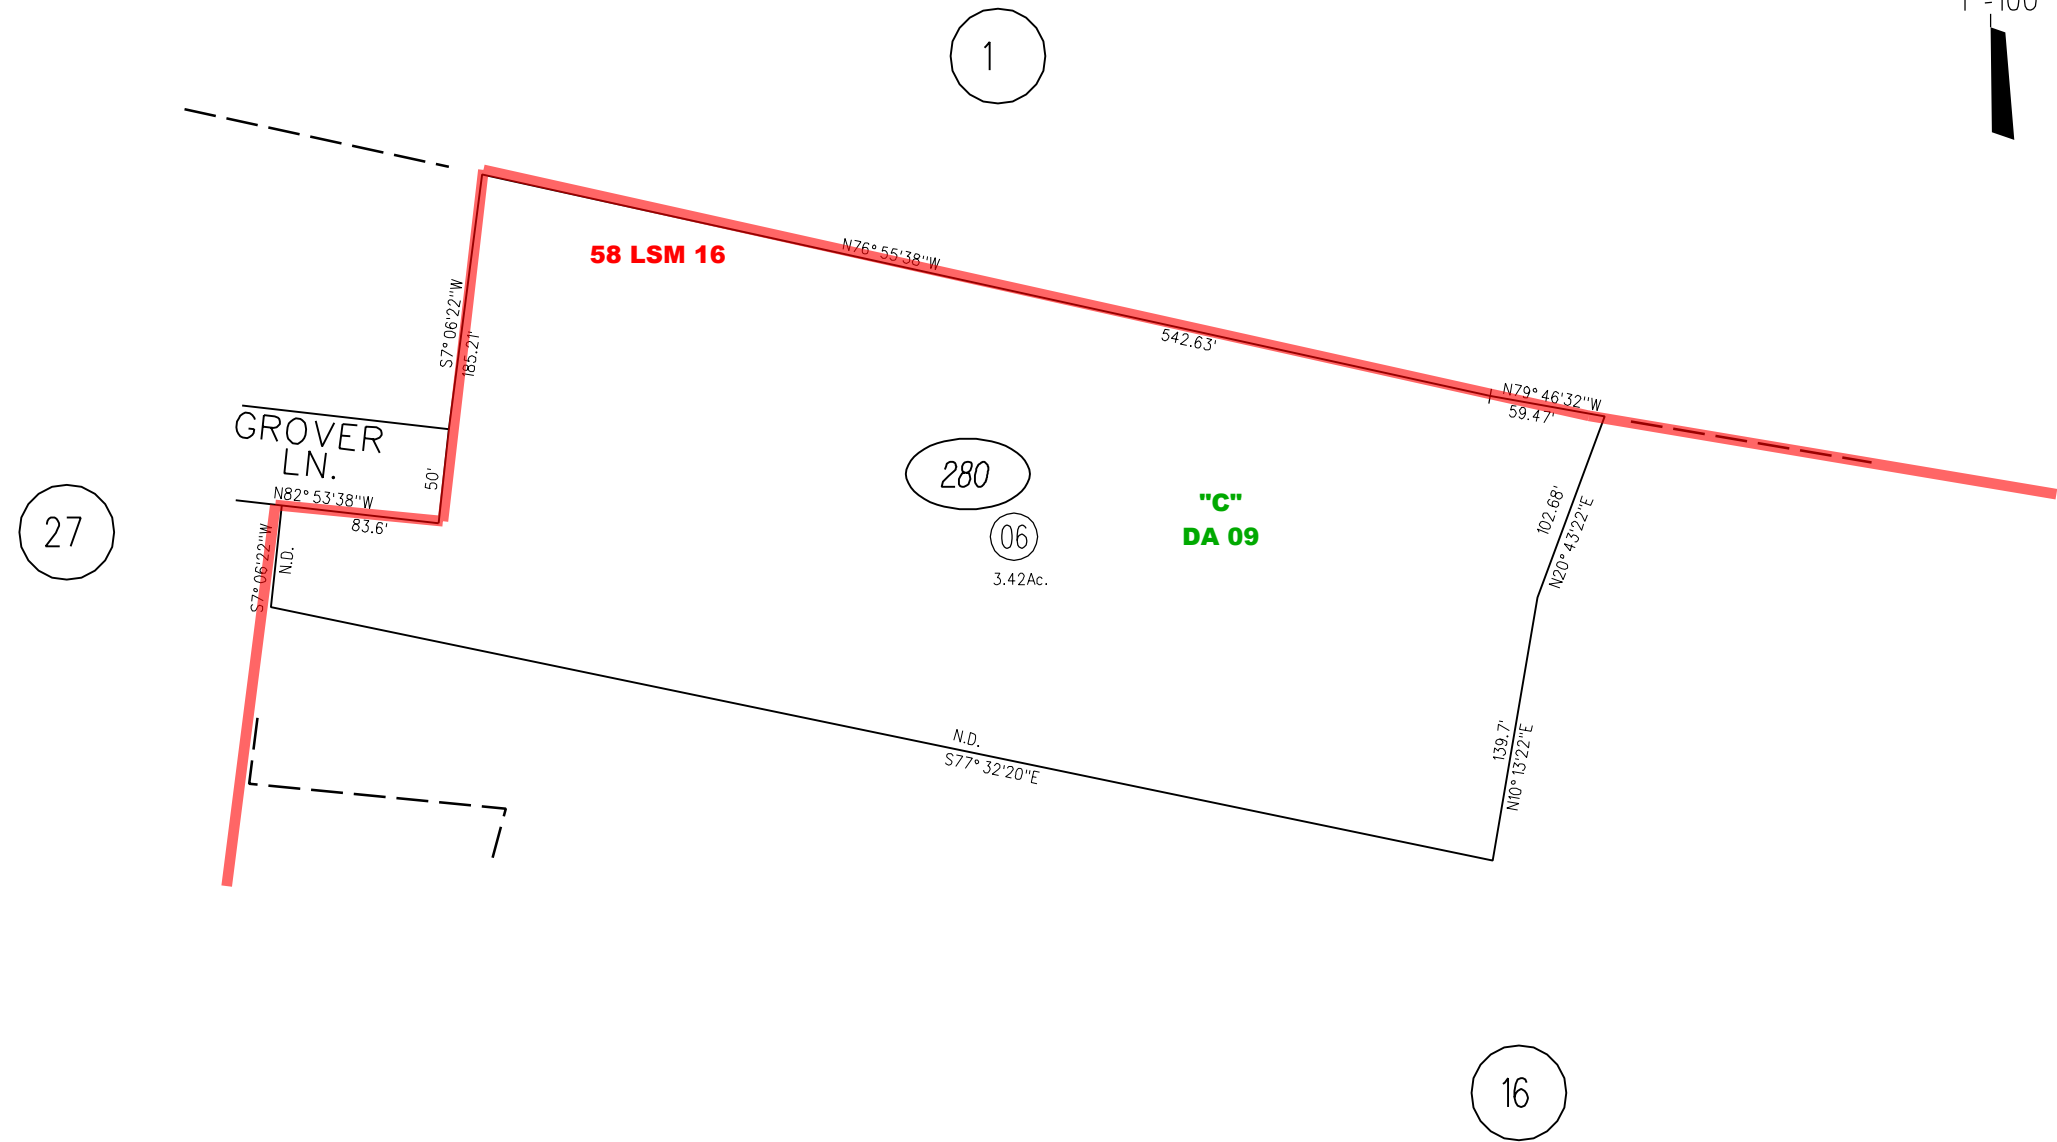 1
58 LSM 16
N76°55'38"W
542.63'
S7°06'22"W
185.21'
N79°46'32"W
59.47'
GROVER
LN.
50'
N82°53'38"W
83.6'
27
S7°06'22"W
N.D.
280
06
3.42Ac.
"C"
DA 09
102.68'
N20°43'22"E
139.7'
N10°13'22"E
N.D.
S77°32'20"E
16